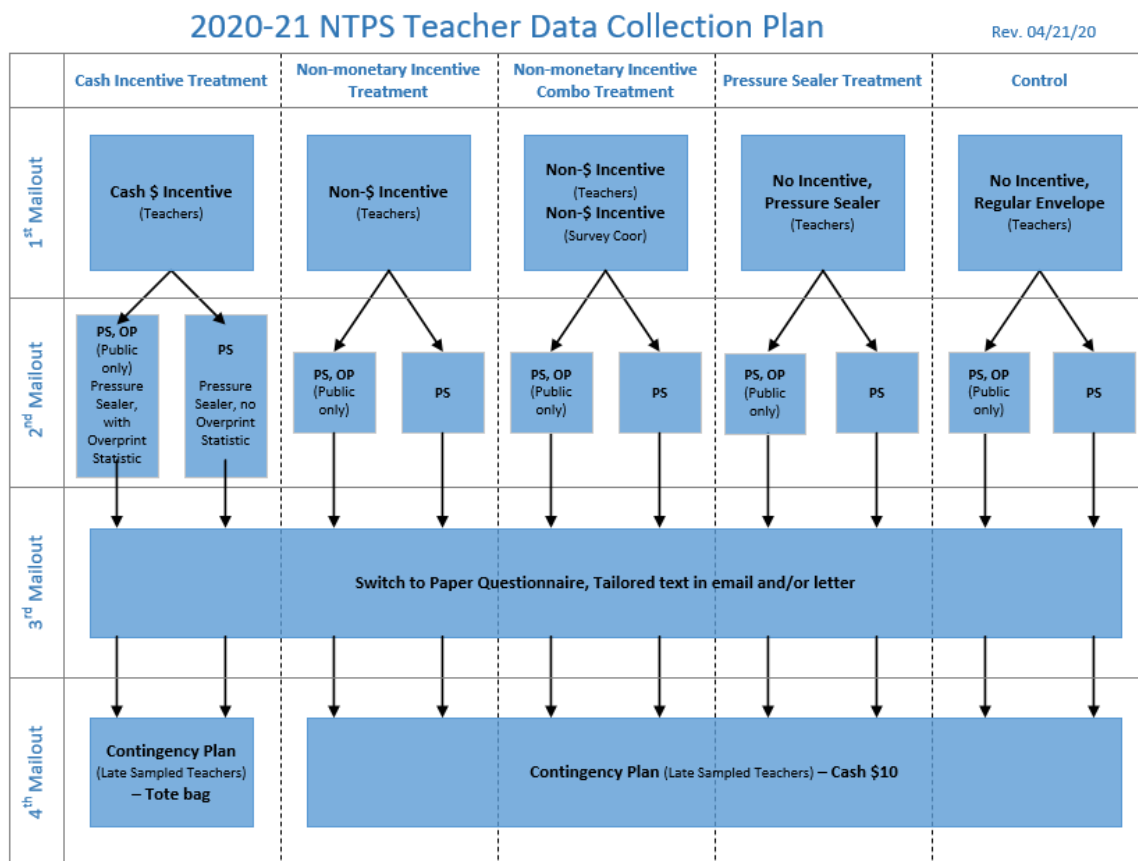 2020-21 NTPS Teacher Data Collection Plan
Rev. 04/21/20
Cash Incentive Treatment
Non-monetary Incentive
Treatment
Non-monetary Incentive
Combo Treatment
Pressure Sealer Treatment
Control
1st Mailout
Cash $ Incentive
(Teachers)
Non-$ Incentive
(Teachers)
Non-$ Incentive
(Teachers)
Non-$ Incentive
(Survey Coor)
No Incentive,
Pressure Sealer
(Teachers)
No Incentive,
Regular Envelope
(Teachers)
2nd Mailout
PS, OP
(Public
only)
Pressure
Sealer,
with
Overprint
Statistic
PS
Pressure
Sealer, no
Overprint
Statistic
PS, OP
(Public
only)
PS
PS, OP
(Public
only)
PS
PS, OP
(Public
only)
PS
PS, OP
(Public
only)
PS
3rd Mailout
Switch to Paper Questionnaire, Tailored text in email and/or letter
4th Mailout
Contingency Plan
(Late Sampled Teachers)
– Tote bag
Contingency Plan (Late Sampled Teachers) – Cash $10